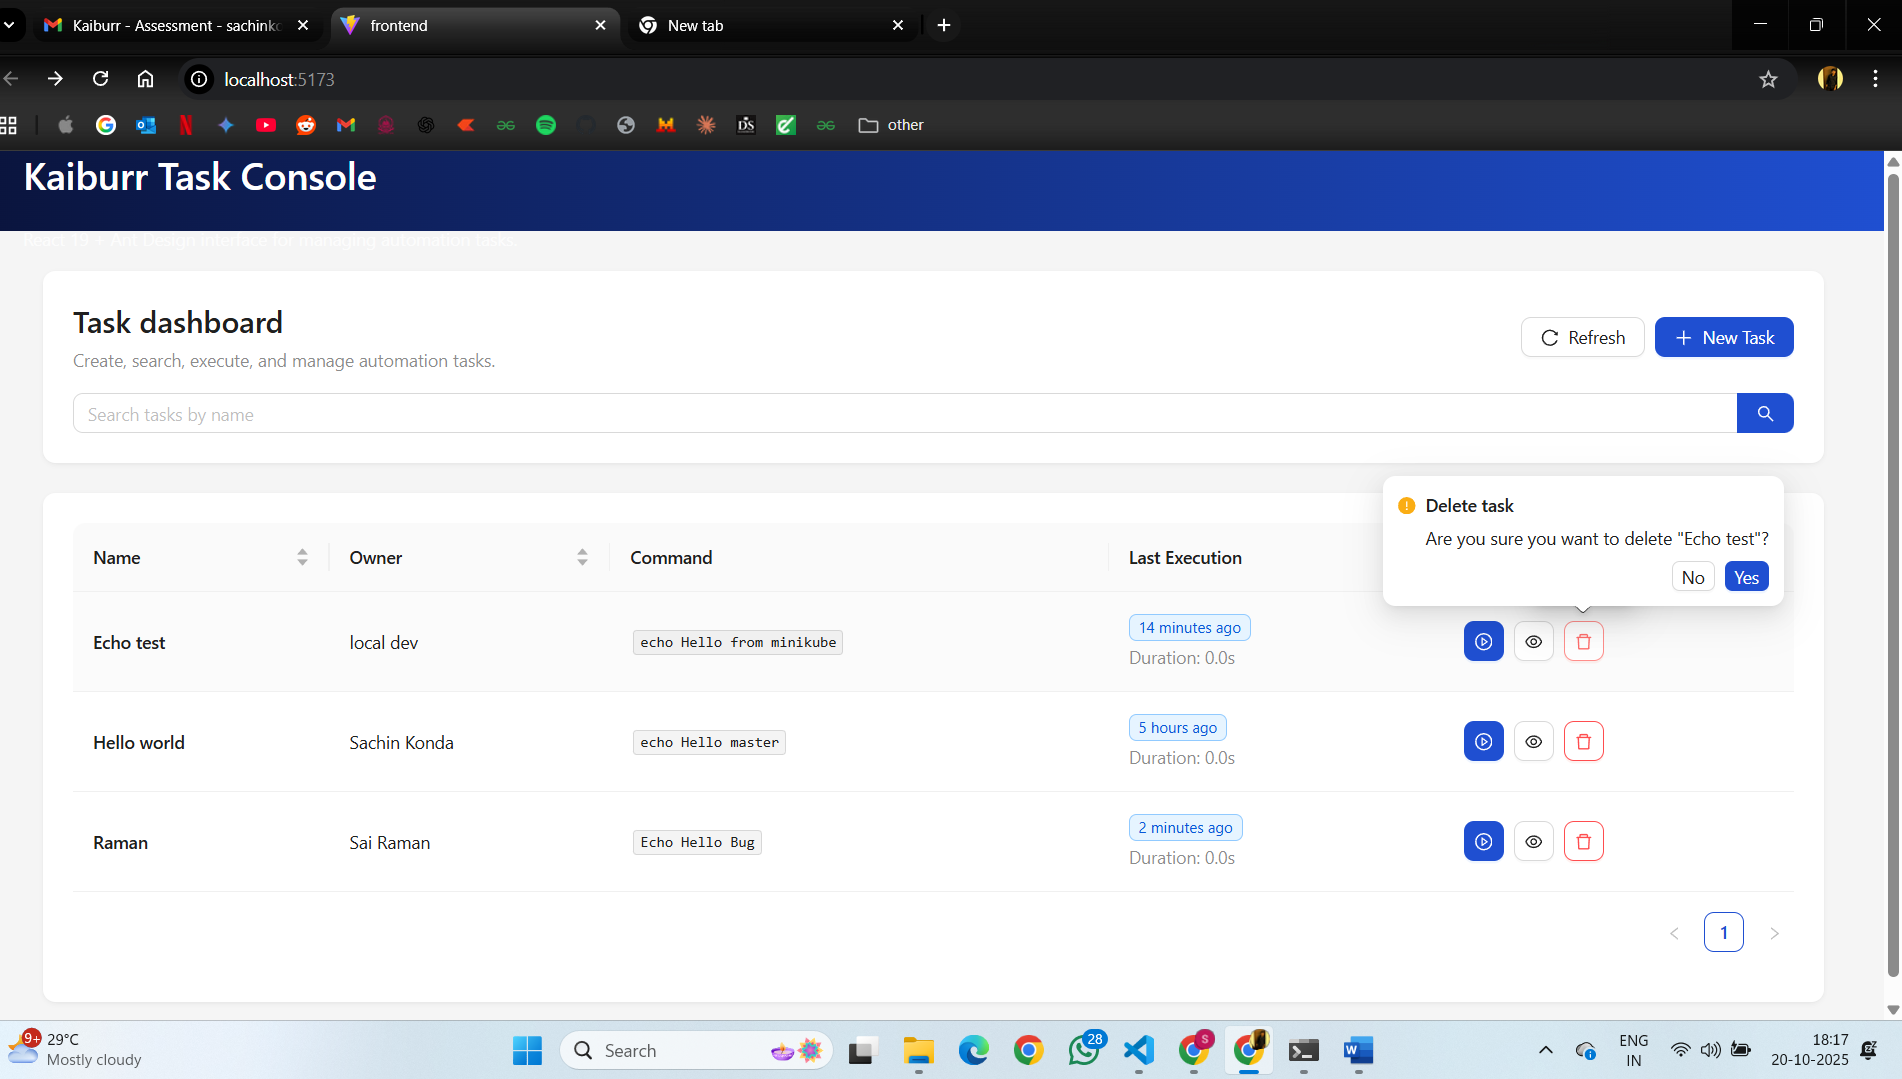 Kaiburr - Assessment - sachinko
frontend
New tab
localhost:5173
other
Kaiburr Task Console
React 19 + Ant Design interface for managing automation tasks.
Task dashboard
Create, search, execute, and manage automation tasks.
Refresh
New Task
Search tasks by name
Delete task
Are you sure you want to delete "Echo test"?
No
Yes
Name
Owner
Command
Last Execution
Echo test
local dev
echo Hello from minikube
14 minutes ago
Duration: 0.0s
Hello world
Sachin Konda
echo Hello master
5 hours ago
Duration: 0.0s
Raman
Sai Raman
Echo Hello Bug
2 minutes ago
Duration: 0.0s
1
9+
29°C
Mostly cloudy
Search
28
S
ENG
IN
18:17
20-10-2025